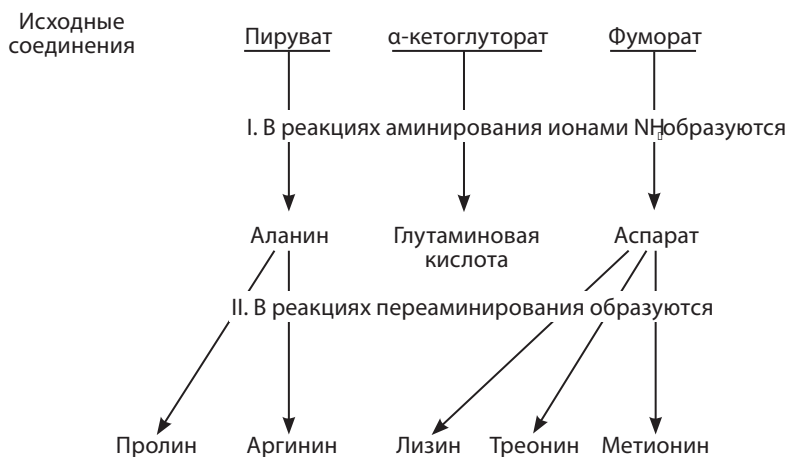 Исходные
соединения
Пируват α-кетоглуторат Фуморат
I. В реакциях аминирования ионами NH образуются
Аланин Глутаминовая
кислота Аспарат
II. В реакциях переаминирования образуются
Пролин Аргинин Лизин Треонин Метионин